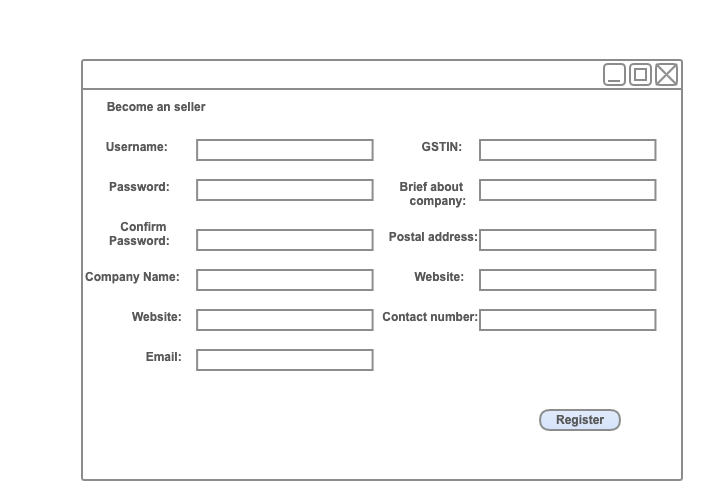 Become an seller
Username:
GSTIN:
Password:
Brief about
company:
Confirm
Password:
Postal address:
Company Name:
Website:
Website:
Contact number:
Email:
Register